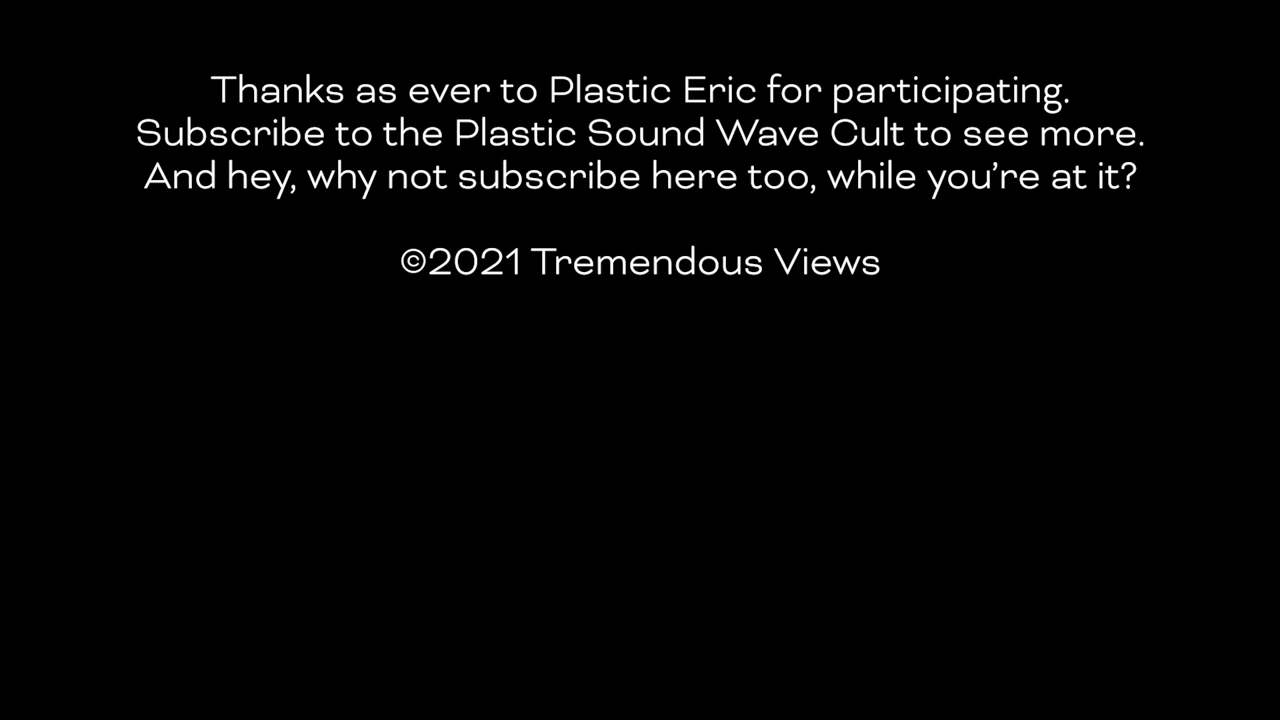 Thanks as ever to Plastic Eric for participating.
Subscribe to the Plastic Sound Wave Cult to see more.
And hey, why not subscribe here too, while you’re at it?
©2021 Tremendous Views